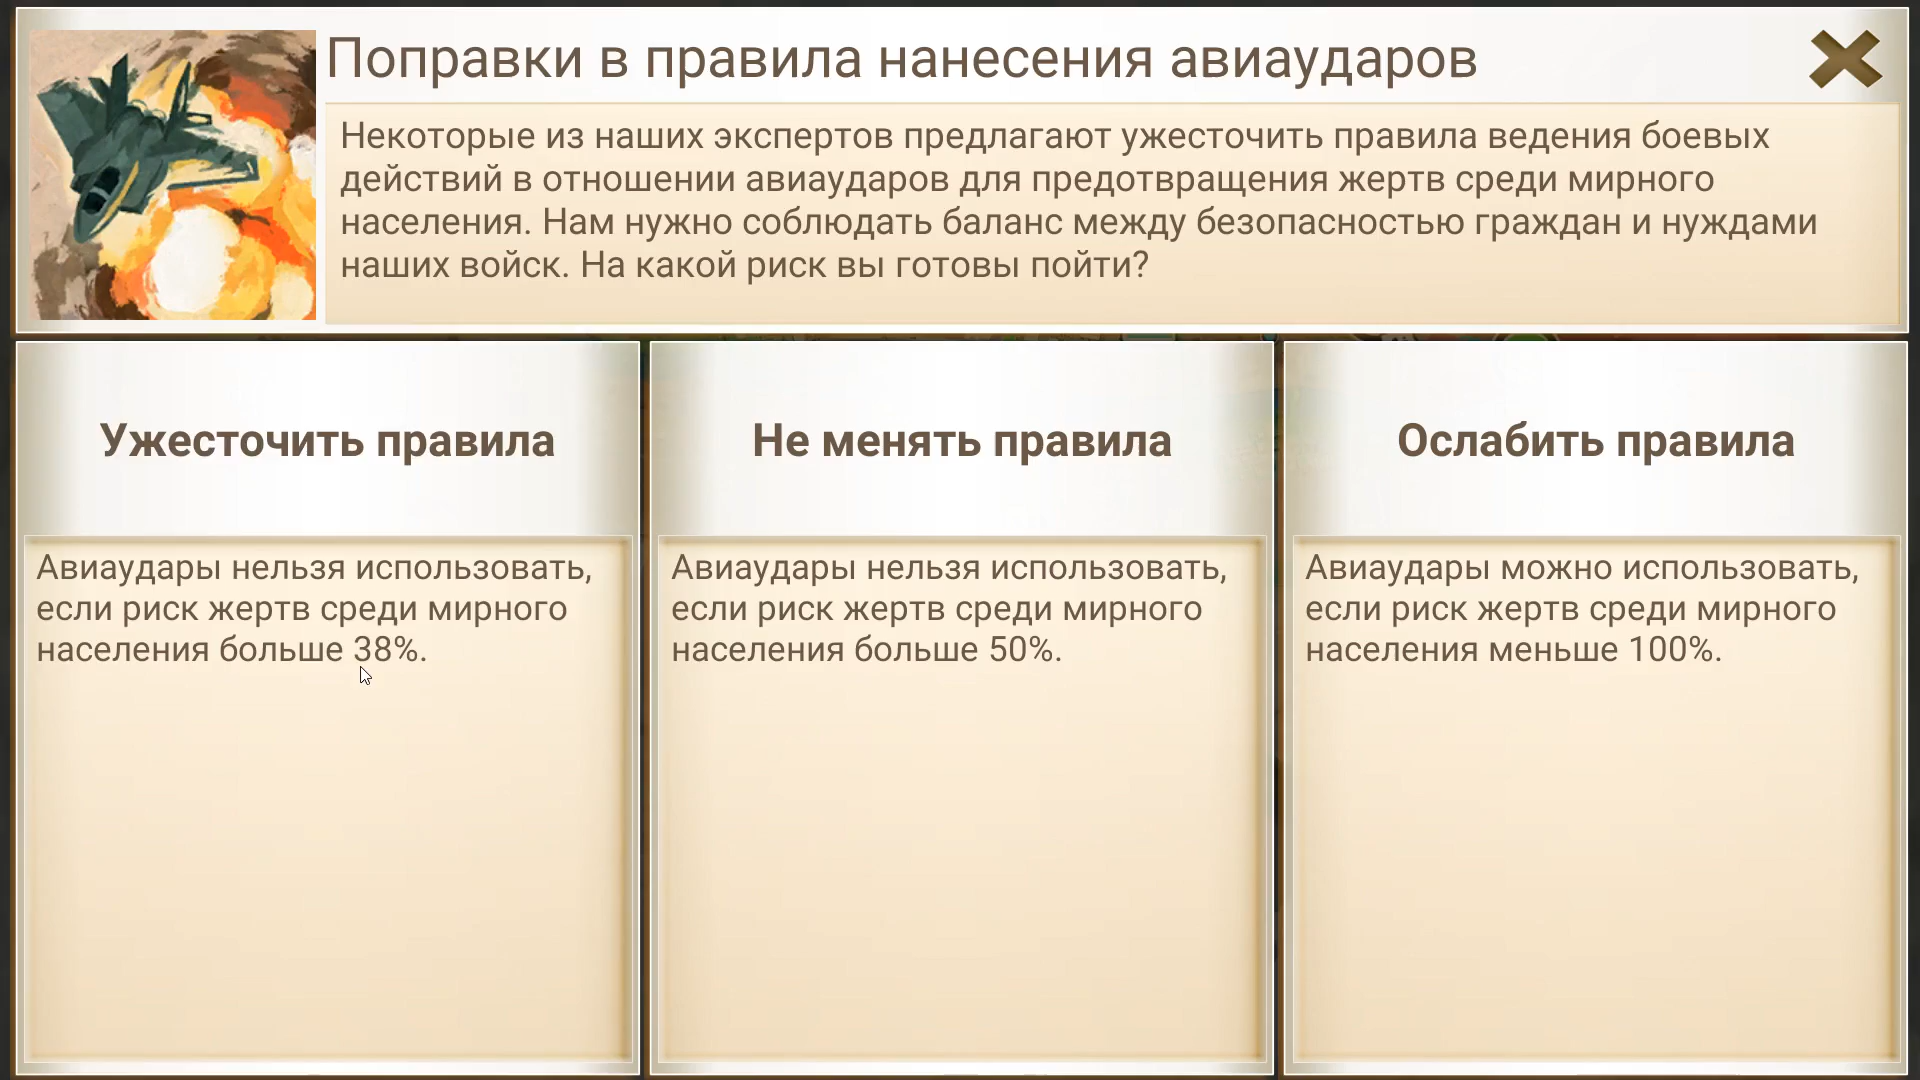 Поправки в правила нанесения авиаударов
Некоторые из наших экспертов предлагают ужесточить правила ведения боевых
действий в отношении авиаударов для предотвращения жертв среди мирного
населения. Нам нужно соблюдать баланс между безопасностью граждан и нуждами
наших войск. На какой риск вы готовы пойти?
Ужесточить правила
Авиаудары нельзя использовать,
если риск жертв среди мирного
населения больше 38%.
Не менять правила
Авиаудары нельзя использовать,
если риск жертв среди мирного
населения больше 50%.
Ослабить правила
Авиаудары можно использовать,
если риск жертв среди мирного
населения меньше 100%.